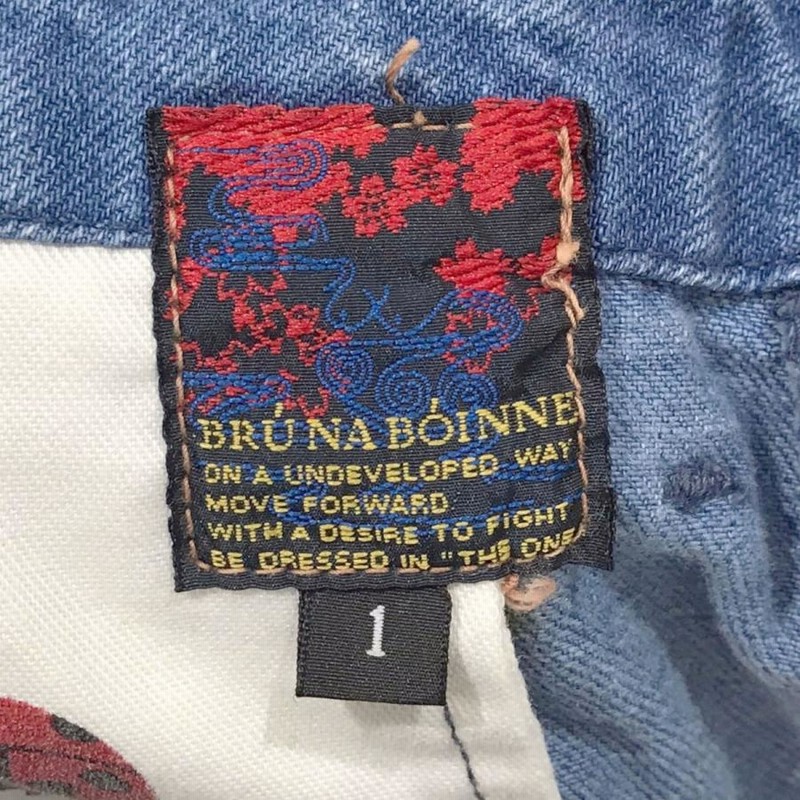 BRÚ NA BÓINNE
ON A UNDEVELOPED WAY
MOVE FORWARD
WITH A DESIRE TO FIGHT
BE DRESSED IN "THE ONE
1